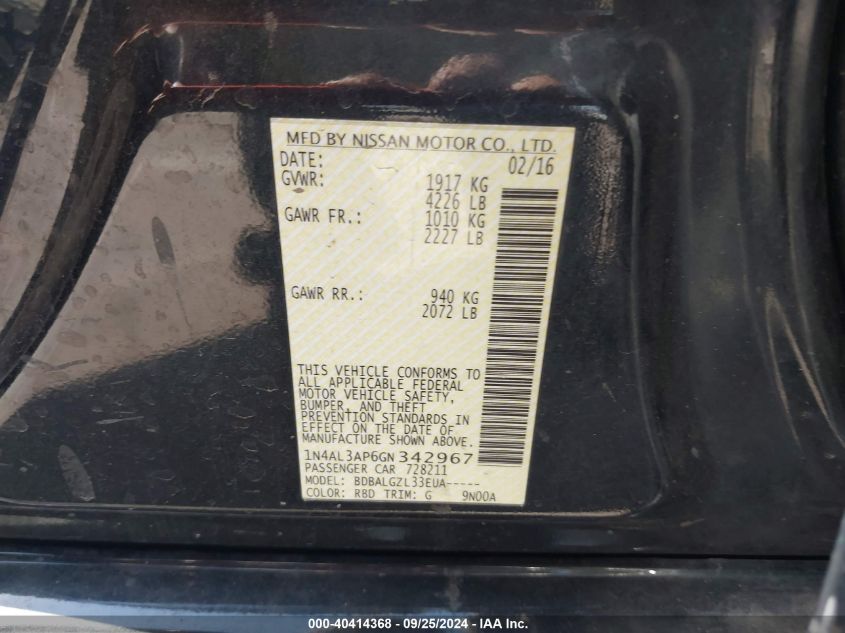 MFD BY NISSAN MOTOR CO., LTD.
DATE: 02/16
GVWR: 1917 KG
4226 LB
GAWR FR.: 1010 KG
2227 LB
GAWR RR.: 940 KG
2072 LB
THIS VEHICLE CONFORMS TO
ALL APPLICABLE FEDERAL
MOTOR VEHICLE SAFETY,
BUMPER, AND THEFT
PREVENTION STANDARDS IN
EFFECT ON THE DATE OF
MANUFACTURE SHOWN ABOVE.
1N4AL3AP6GN342967
PASSENGER CAR 728211
MODEL: BDBALGZL33EUA-----
COLOR: RBD TRIM: G 9N00A
000-40414368 - 09/25/2024 - IAA Inc.